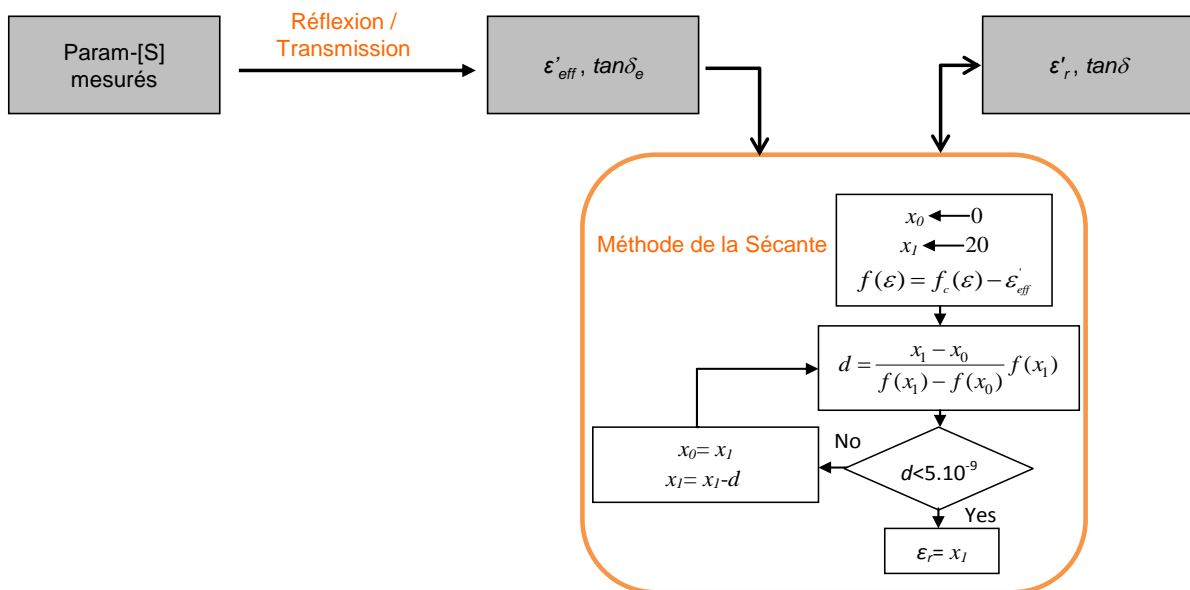 Réflexion /
Transmission
Param-[S]
mesurés
ε’eff , tanδe
ε'r , tanδ
Méthode de la Sécante
x0 ← 0
x1 ← 20
f(ε) = fc(ε) − ε'eff
d = (x1 − x0) / (f(x1) − f(x0)) f(x1)
No
x0= x1
x1= x1-d
d<5.10-9
Yes
εr= x1